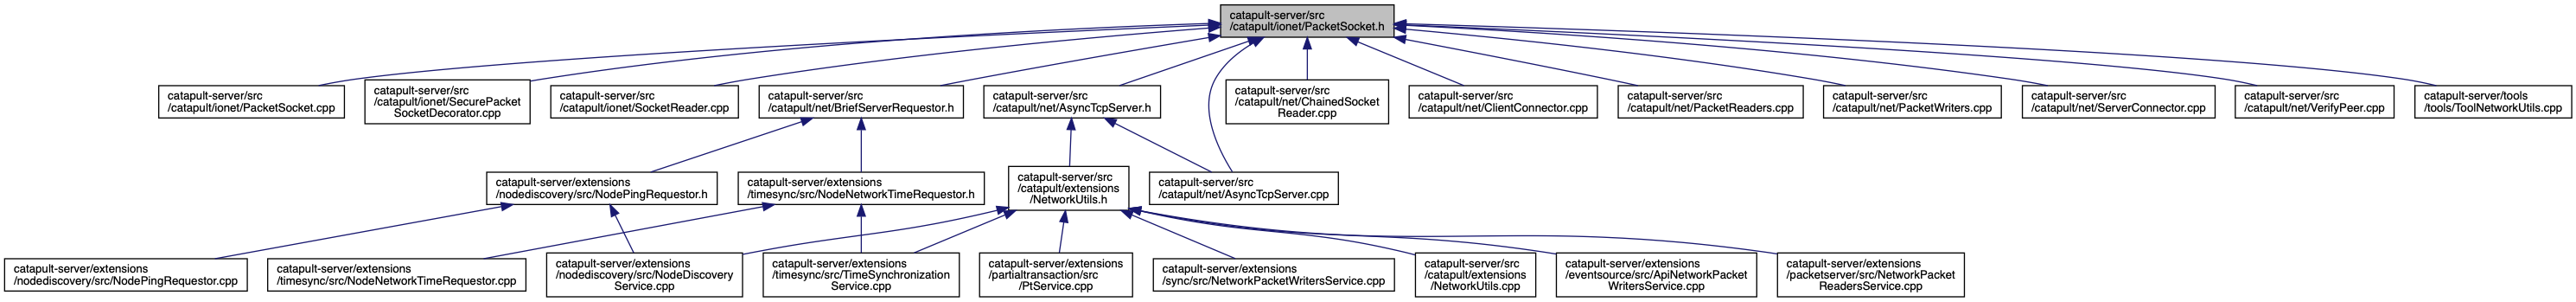 catapult-server/src
/catapult/ionet/PacketSocket.h
catapult-server/src
/catapult/ionet/PacketSocket.cpp
catapult-server/src
/catapult/ionet/SecurePacket
SocketDecorator.cpp
catapult-server/src
/catapult/ionet/SocketReader.cpp
catapult-server/src
/catapult/net/BriefServerRequestor.h
catapult-server/src
/catapult/net/AsyncTcpServer.h
catapult-server/src
/catapult/net/ChainedSocket
Reader.cpp
catapult-server/src
/catapult/net/ClientConnector.cpp
catapult-server/src
/catapult/net/PacketReaders.cpp
catapult-server/src
/catapult/net/PacketWriters.cpp
catapult-server/src
/catapult/net/ServerConnector.cpp
catapult-server/src
/catapult/net/VerifyPeer.cpp
catapult-server/tools
/tools/ToolNetworkUtils.cpp
catapult-server/extensions
/nodediscovery/src/NodePingRequestor.h
catapult-server/extensions
/timesync/src/NodeNetworkTimeRequestor.h
catapult-server/src
/catapult/extensions
/NetworkUtils.h
catapult-server/src
/catapult/net/AsyncTcpServer.cpp
catapult-server/extensions
/nodediscovery/src/NodePingRequestor.cpp
catapult-server/extensions
/timesync/src/NodeNetworkTimeRequestor.cpp
catapult-server/extensions
/nodediscovery/src/NodeDiscovery
Service.cpp
catapult-server/extensions
/timesync/src/TimeSynchronization
Service.cpp
catapult-server/extensions
/partialtransaction/src
/PtService.cpp
catapult-server/extensions
/sync/src/NetworkPacketWritersService.cpp
catapult-server/src
/catapult/extensions
/NetworkUtils.cpp
catapult-server/extensions
/eventsource/src/ApiNetworkPacket
WritersService.cpp
catapult-server/extensions
/packetserver/src/NetworkPacket
ReadersService.cpp